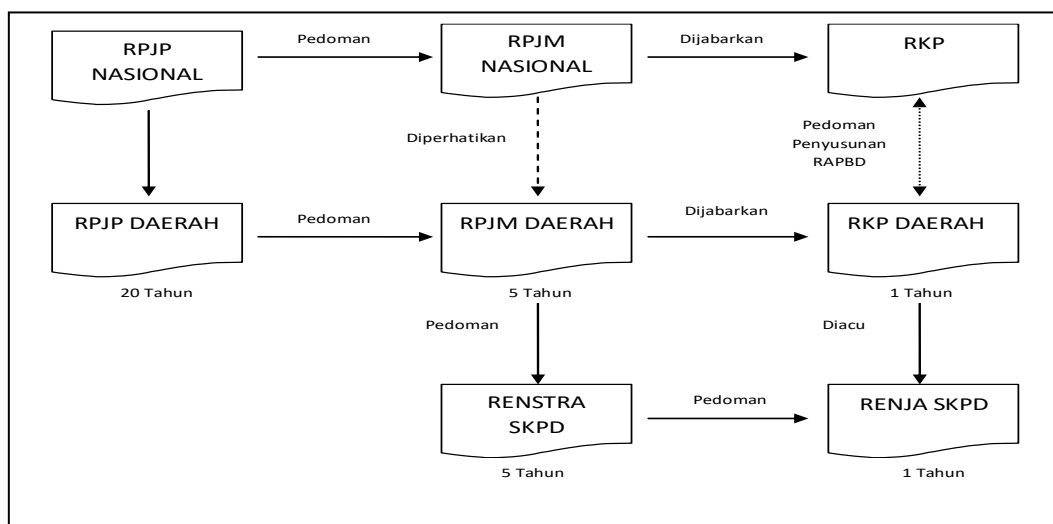 RPJP
NASIONAL
Pedoman
RPJM
NASIONAL
Dijabarkan
RKP
Diperhatikan
Pedoman
Penyusunan
RAPBD
RPJP DAERAH
Pedoman
RPJM DAERAH
Dijabarkan
RKP DAERAH
20 Tahun
5 Tahun
1 Tahun
Pedoman
Diacu
RENSTRA
SKPD
Pedoman
RENJA SKPD
5 Tahun
1 Tahun